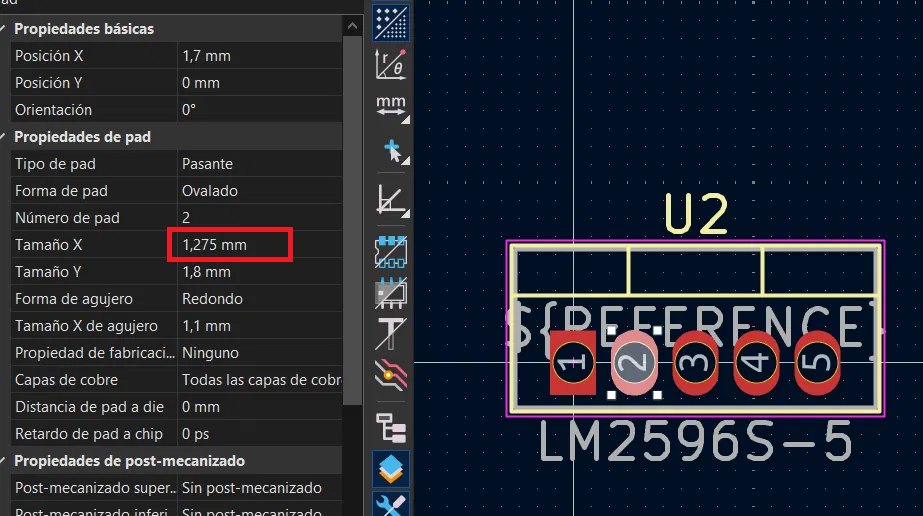 ad
Propiedades básicas
Posición X 1,7 mm
Posición Y 0 mm
Orientación 0°
Propiedades de pad
Tipo de pad Pasante
Forma de pad Ovalado
Número de pad 2
Tamaño X 1,275 mm
Tamaño Y 1,8 mm
Forma de agujero Redondo
Tamaño X de agujero 1,1 mm
Propiedad de fabricaci... Ninguno
Capas de cobre Todas las capas de cobr
Distancia de pad a die 0 mm
Retardo de pad a chip 0 ps
Propiedades de post-mecanizado
Post-mecanizado super... Sin post-mecanizado
Post-mecanizado inferi... Sin post-mecanizado
r
θ
mm
T
U2
${REFERENCE}
1 2 3 4 5
LM2596S-5